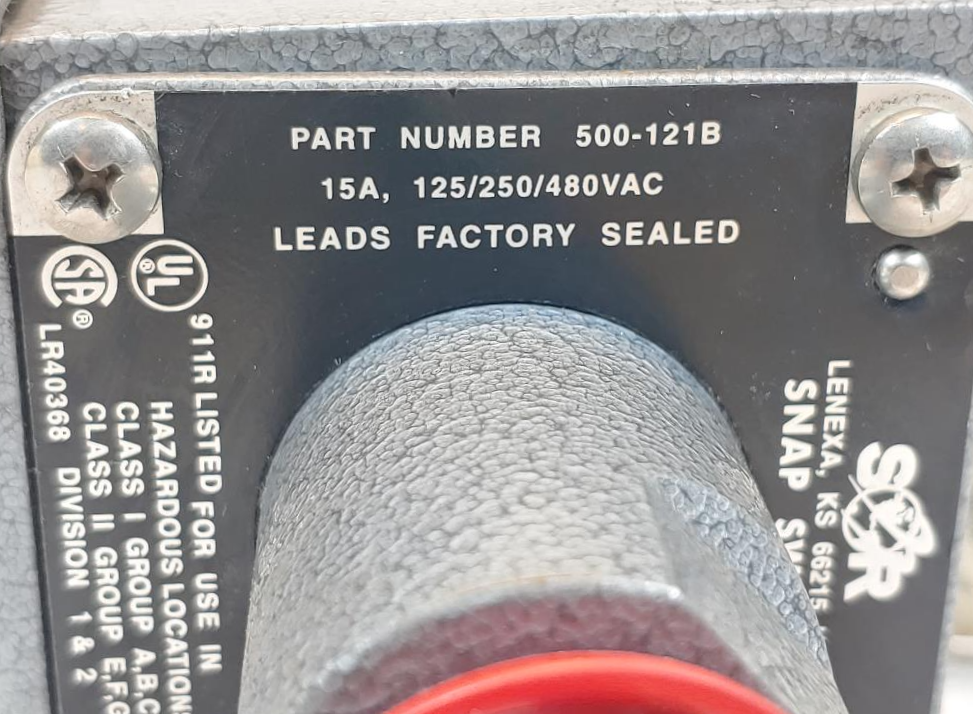 PART NUMBER 500-121B
15A, 125/250/480VAC
LEADS FACTORY SEALED
UL®
SA®
911R LISTED FOR USE IN
HAZARDOUS LOCATIONS
CLASS I GROUP A,B,C
CLASS II GROUP E,F,G
LR40368 DIVISION 1 & 2
SOR
LENEXA, KS 66215
SNAP